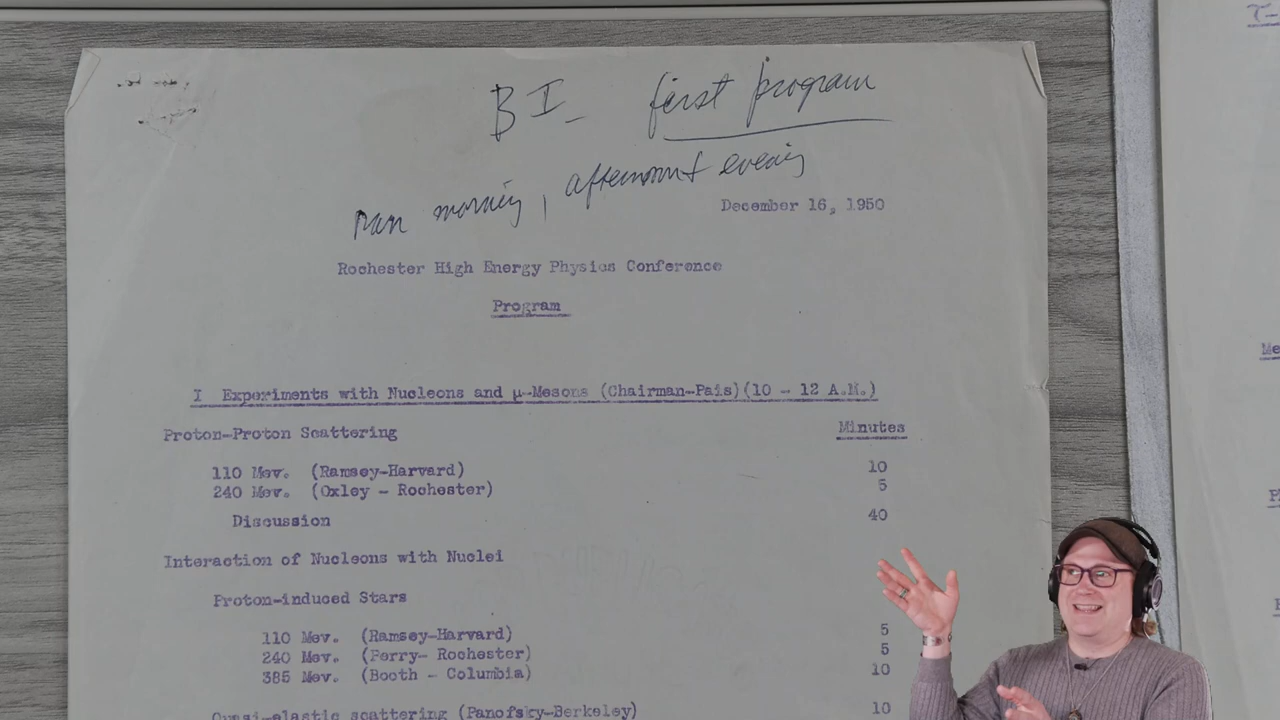 B I - first program
ran morning, afternoon & evening
December 16, 1950
Rochester High Energy Physics Conference
Program
I Experiments with Nucleons and μ-Mesons (Chairman-Pais)(10 - 12 A.M.)
Proton-Proton Scattering Minutes
110 Mev. (Ramsey-Harvard) 10
240 Mev. (Oxley - Rochester) 5
Discussion 40
Interaction of Nucleons with Nuclei
Proton-induced Stars
110 Mev. (Ramsey-Harvard) 5
240 Mev. (Perry- Rochester) 5
385 Mev. (Booth - Columbia) 10
Quasi-elastic scattering (Panofsky-Berkeley) 10